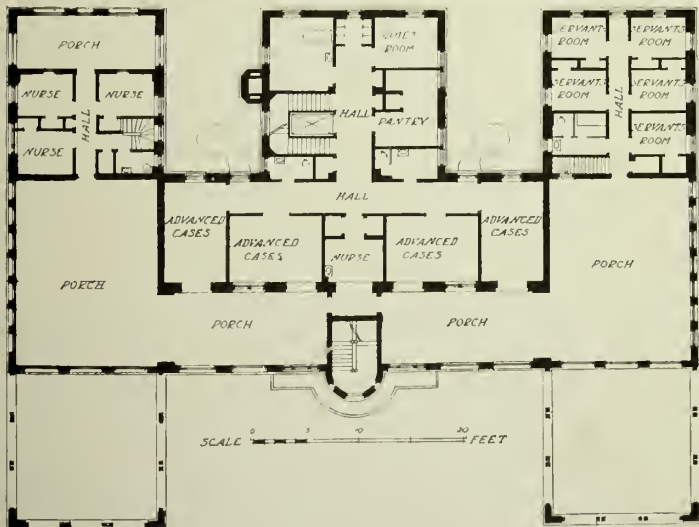 PORCH
NURSE
NURSE
HALL
NURSE
QUIET
ROOM
HALL
PANTRY
SERVANTS
ROOM
SERVANTS
ROOM
SERVANTS
ROOM
SERVANTS
ROOM
HALL
SERVANTS
ROOM
HALL
ADVANCED
CASES
ADVANCED
CASES
NURSE
ADVANCED
CASES
ADVANCED
CASES
PORCH
PORCH
PORCH
PORCH
SCALE 0 5 10 20 FEET